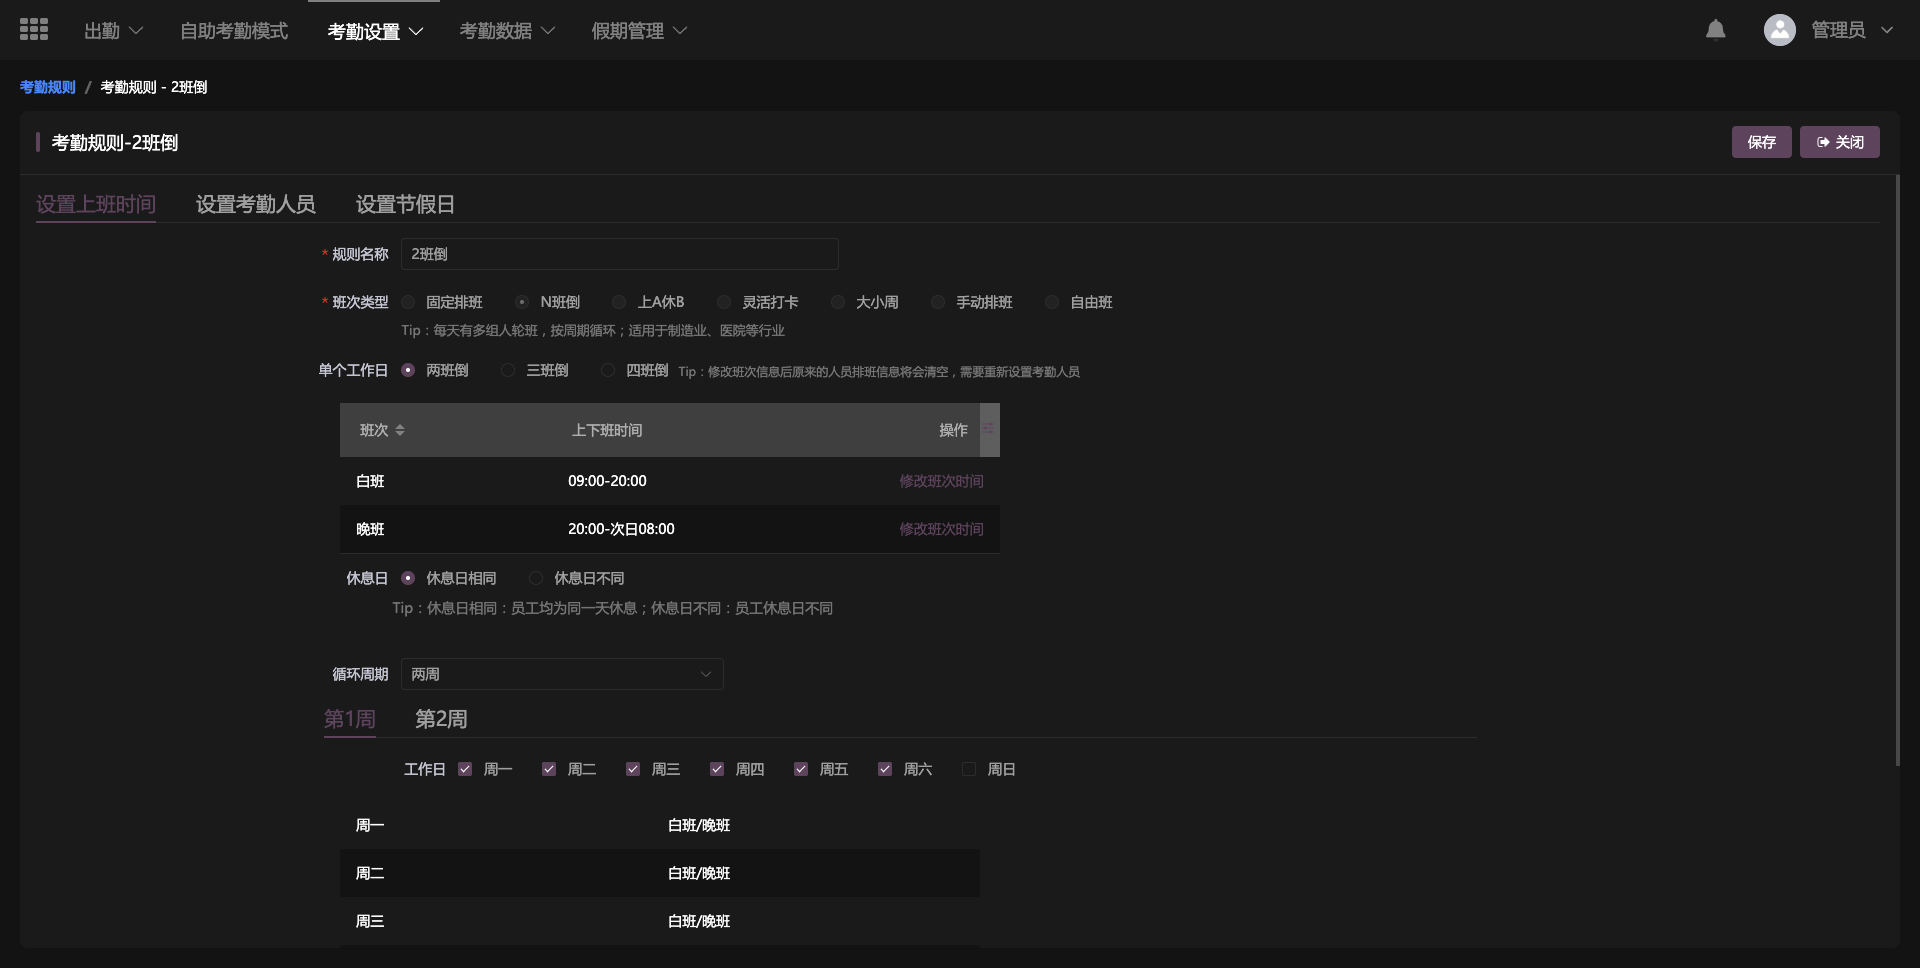 出勤 自助考勤模式 考勤设置 考勤数据 假期管理 管理员
考勤规则 / 考勤规则 - 2班倒
考勤规则-2班倒 保存 关闭
设置上班时间 设置考勤人员 设置节假日
* 规则名称 2班倒
* 班次类型 固定排班 N班倒 上A休B 灵活打卡 大小周 手动排班 自由班
Tip：每天有多组人轮班，按周期循环；适用于制造业、医院等行业
单个工作日 两班倒 三班倒 四班倒 Tip：修改班次信息后原来的人员排班信息将会清空，需要重新设置考勤人员
班次 上下班时间 操作
白班 09:00-20:00 修改班次时间
晚班 20:00-次日08:00 修改班次时间
休息日 休息日相同 休息日不同
Tip：休息日相同：员工均为同一天休息；休息日不同：员工休息日不同
循环周期 两周
第1周 第2周
工作日 周一 周二 周三 周四 周五 周六 周日
周一 白班/晚班
周二 白班/晚班
周三 白班/晚班